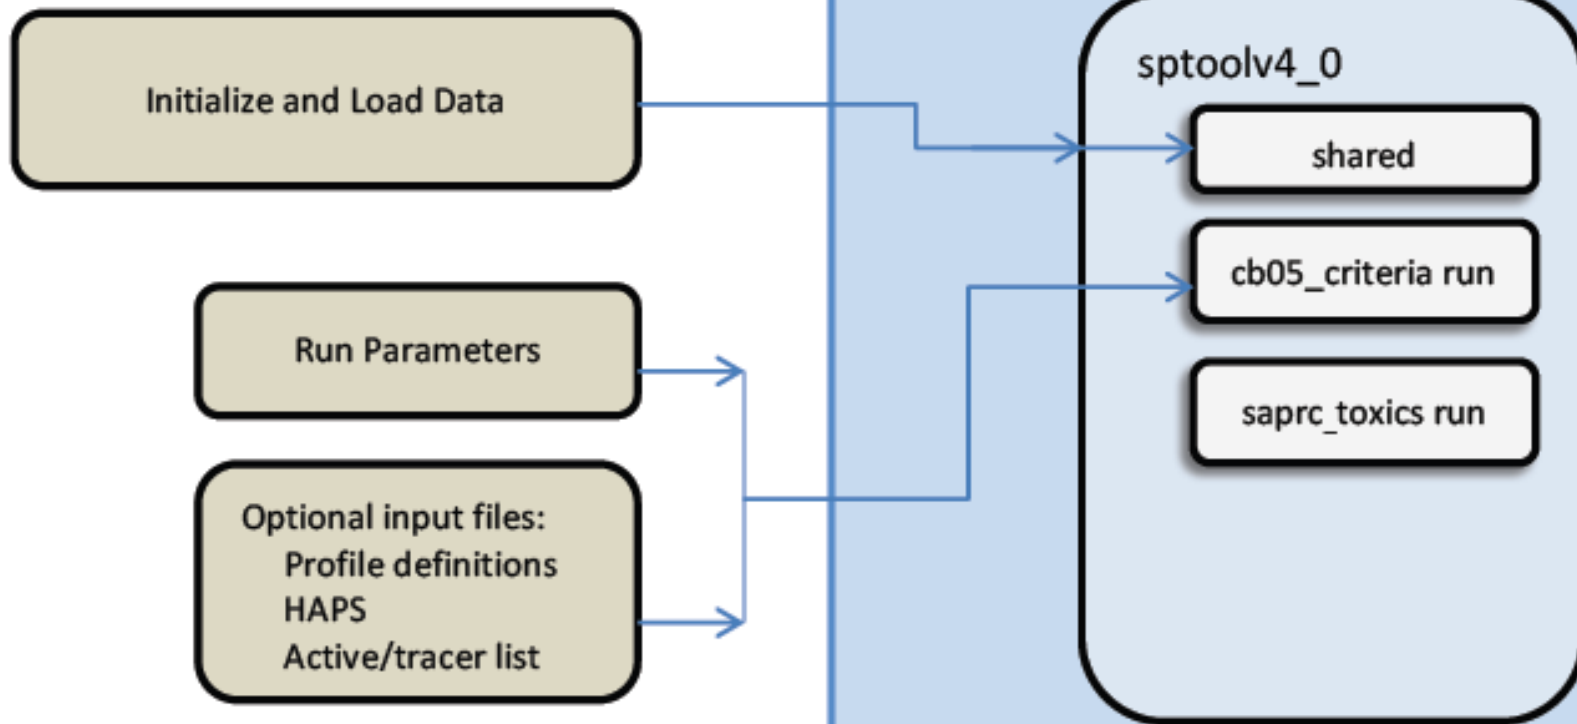 Initialize and Load Data
Run Parameters
Optional input files:
Profile definitions
HAPS
Active/tracer list
sptoolv4_0
shared
cb05_criteria run
saprc_toxics run